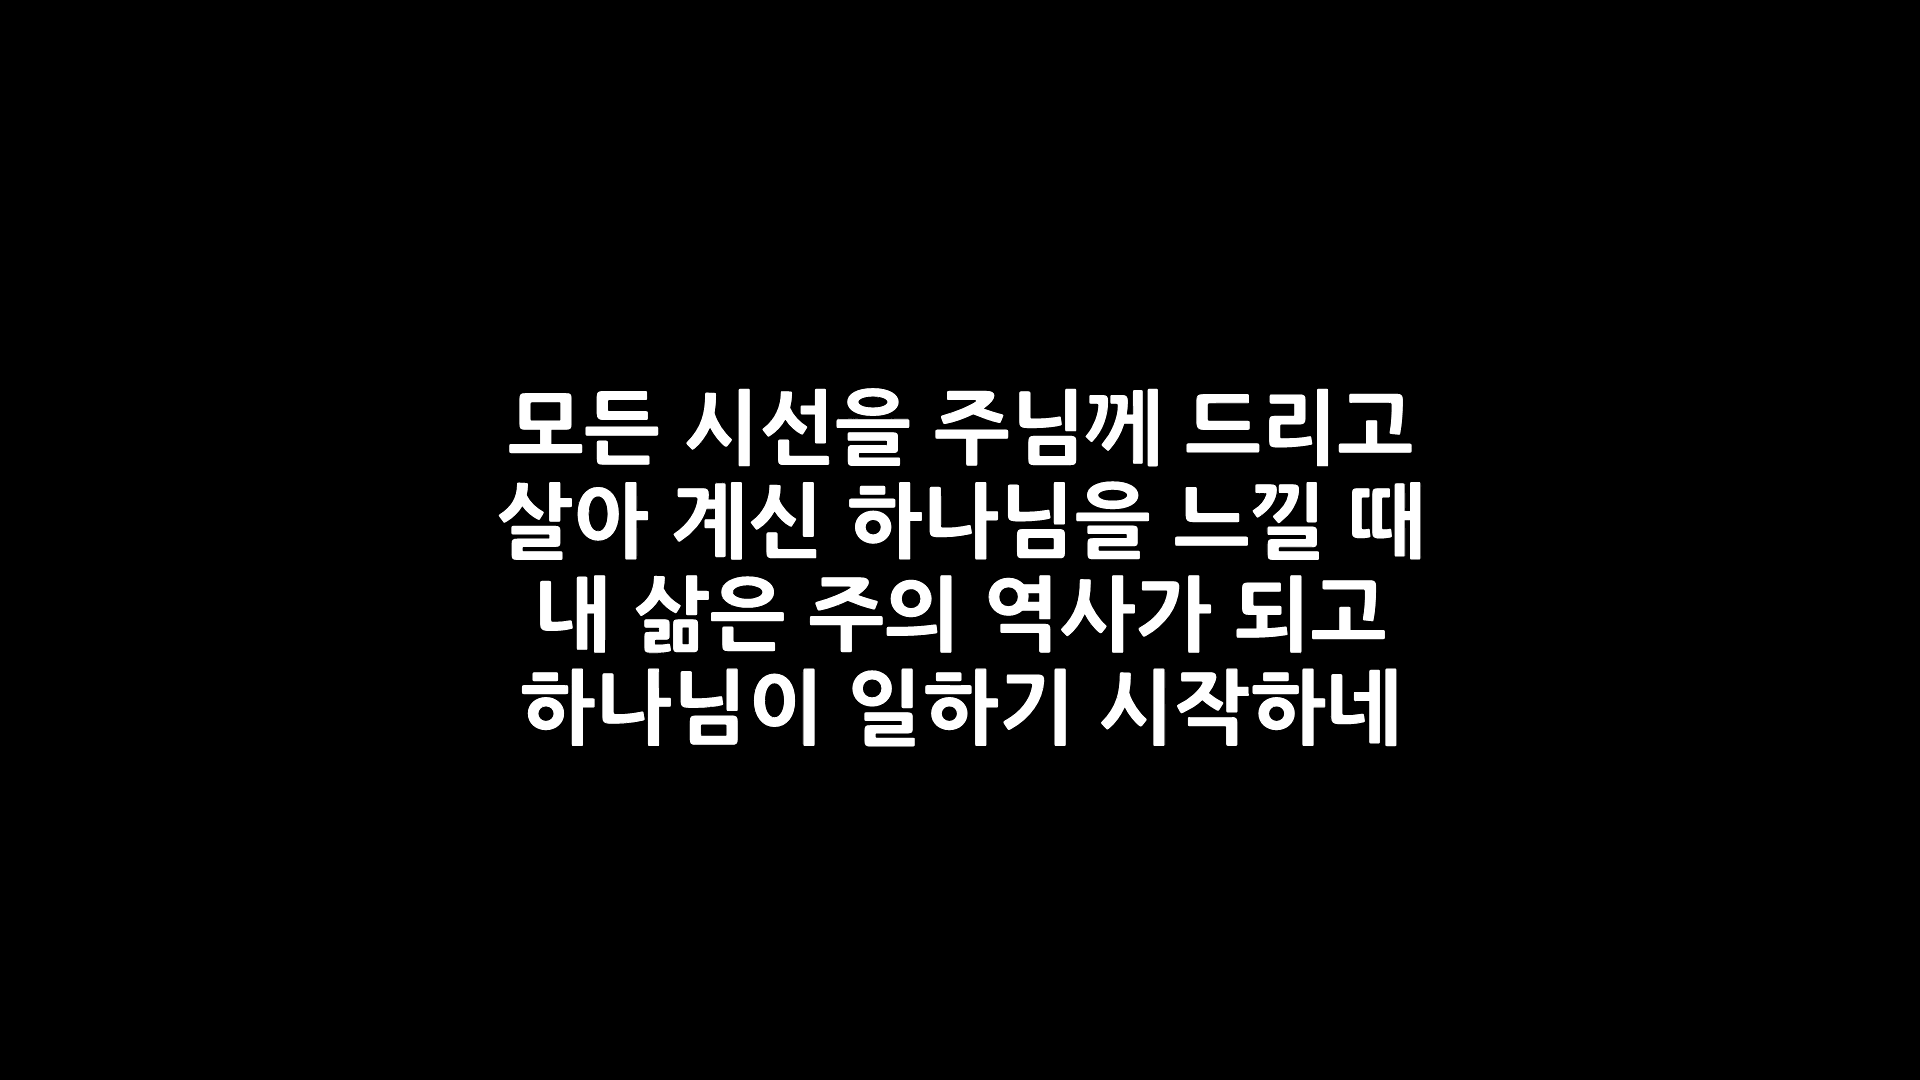 모든 시선을 주님께 드리고
살아 계신 하나님을 느낄 때
내 삶은 주의 역사가 되고
하나님이 일하기 시작하네